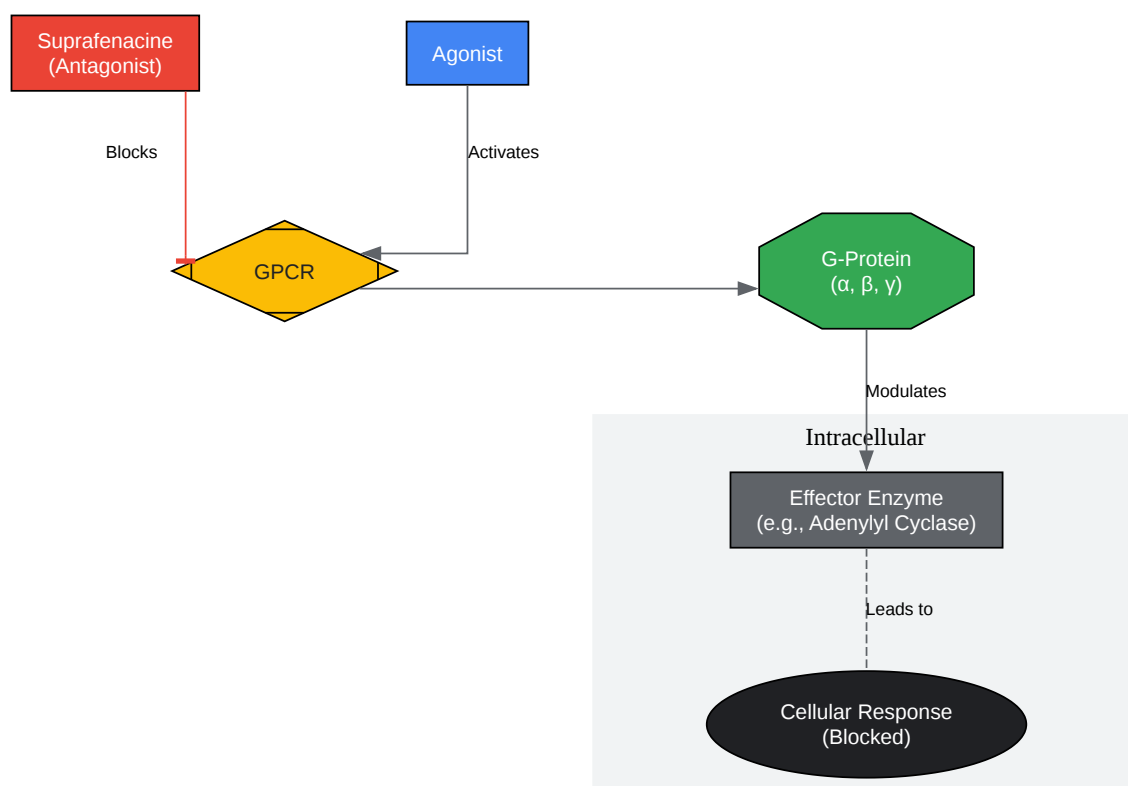 Suprafenacine
(Antagonist)
Agonist
Blocks
Activates
GPCR
G-Protein
(α, β, γ)
Modulates
Intracellular
Effector Enzyme
(e.g., Adenylyl Cyclase)
Leads to
Cellular Response
(Blocked)